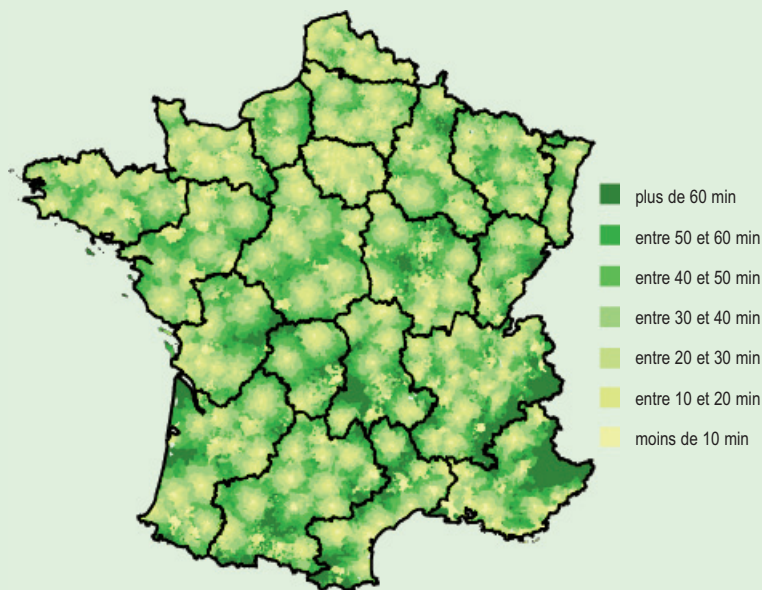 plus de 60 min
entre 50 et 60 min
entre 40 et 50 min
entre 30 et 40 min
entre 20 et 30 min
entre 10 et 20 min
moins de 10 min